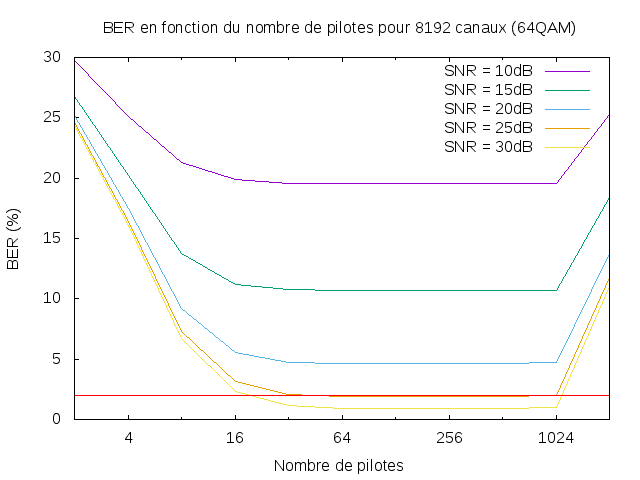 BER en fonction du nombre de pilotes pour 8192 canaux (64QAM)
30
25
20
15
10
5
0
BER (%)
SNR = 10dB
SNR = 15dB
SNR = 20dB
SNR = 25dB
SNR = 30dB
4 16 64 256 1024
Nombre de pilotes